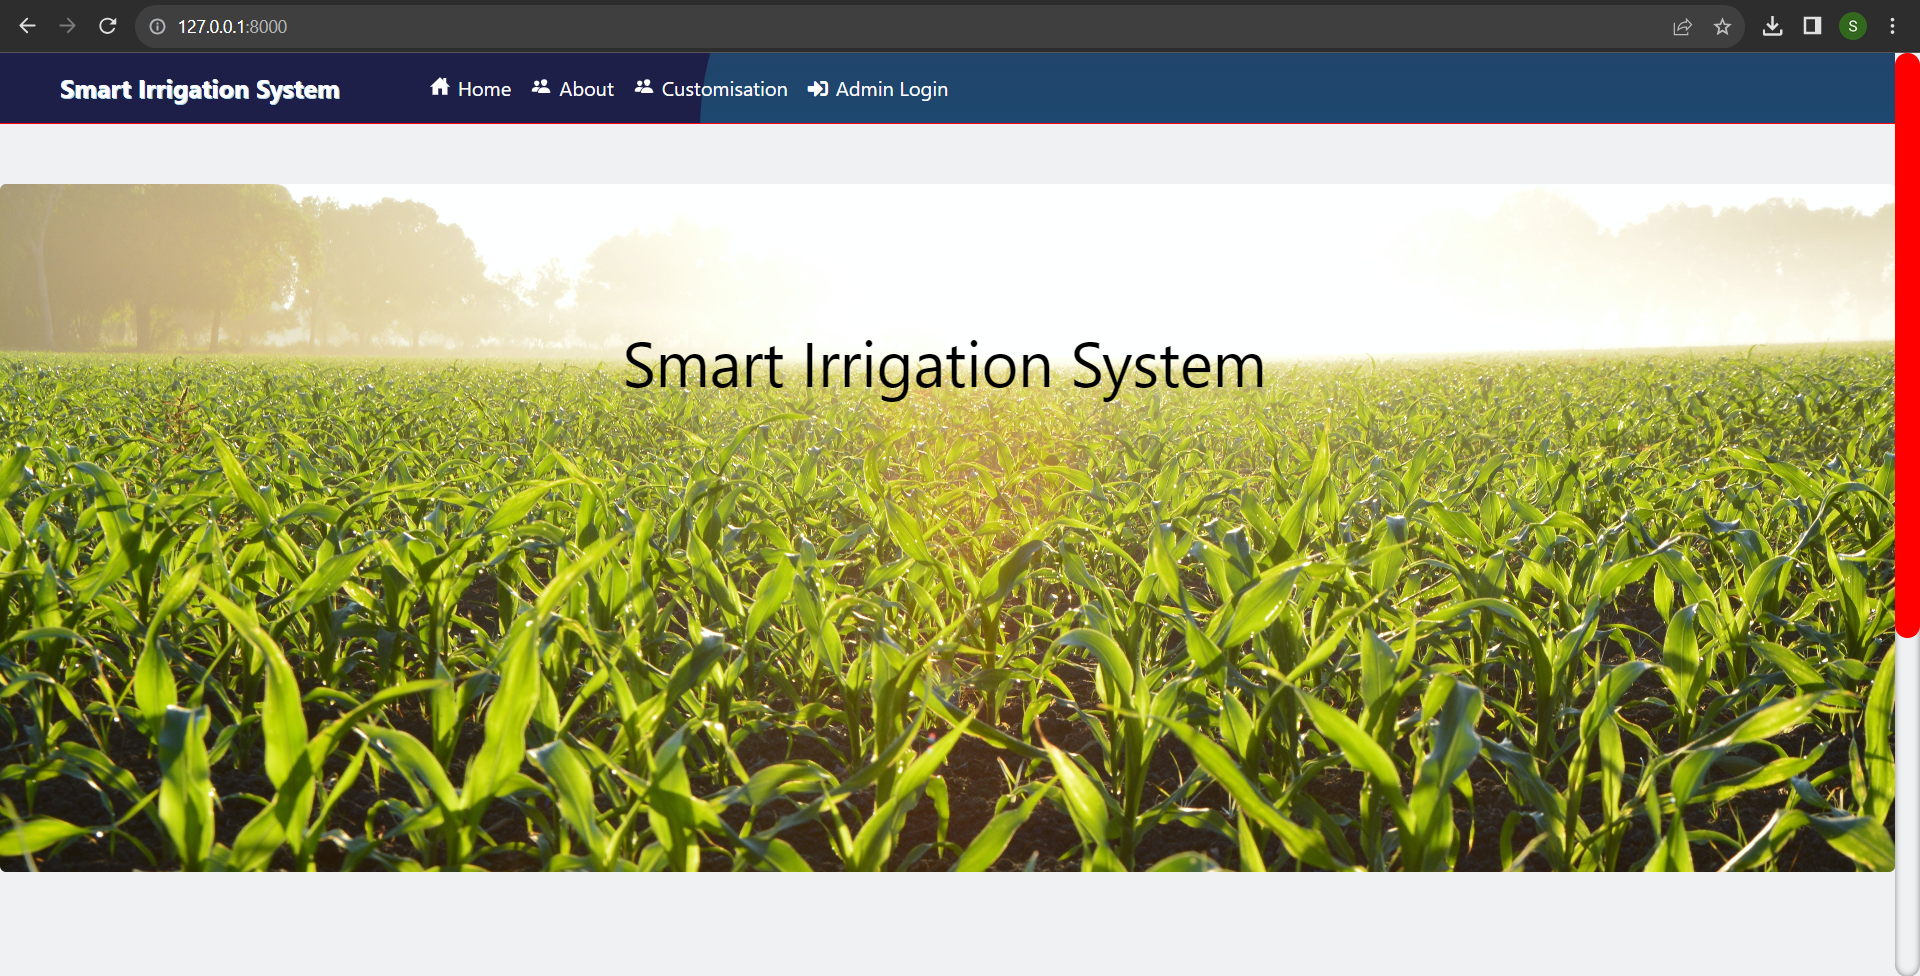 127.0.0.1:8000
S
Smart Irrigation System
Home
About
Customisation
Admin Login
Smart Irrigation System